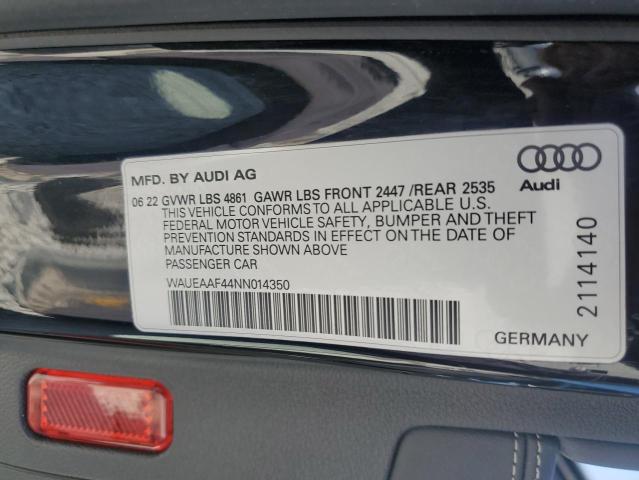 MFD. BY AUDI AG
06 22 GVWR LBS 4861 GAWR LBS FRONT 2447 /REAR 2535
THIS VEHICLE CONFORMS TO ALL APPLICABLE U.S.
FEDERAL MOTOR VEHICLE SAFETY, BUMPER AND THEFT
PREVENTION STANDARDS IN EFFECT ON THE DATE OF
MANUFACTURE SHOWN ABOVE
PASSENGER CAR
WAUEAAF44NN014350
Audi
2114140
GERMANY